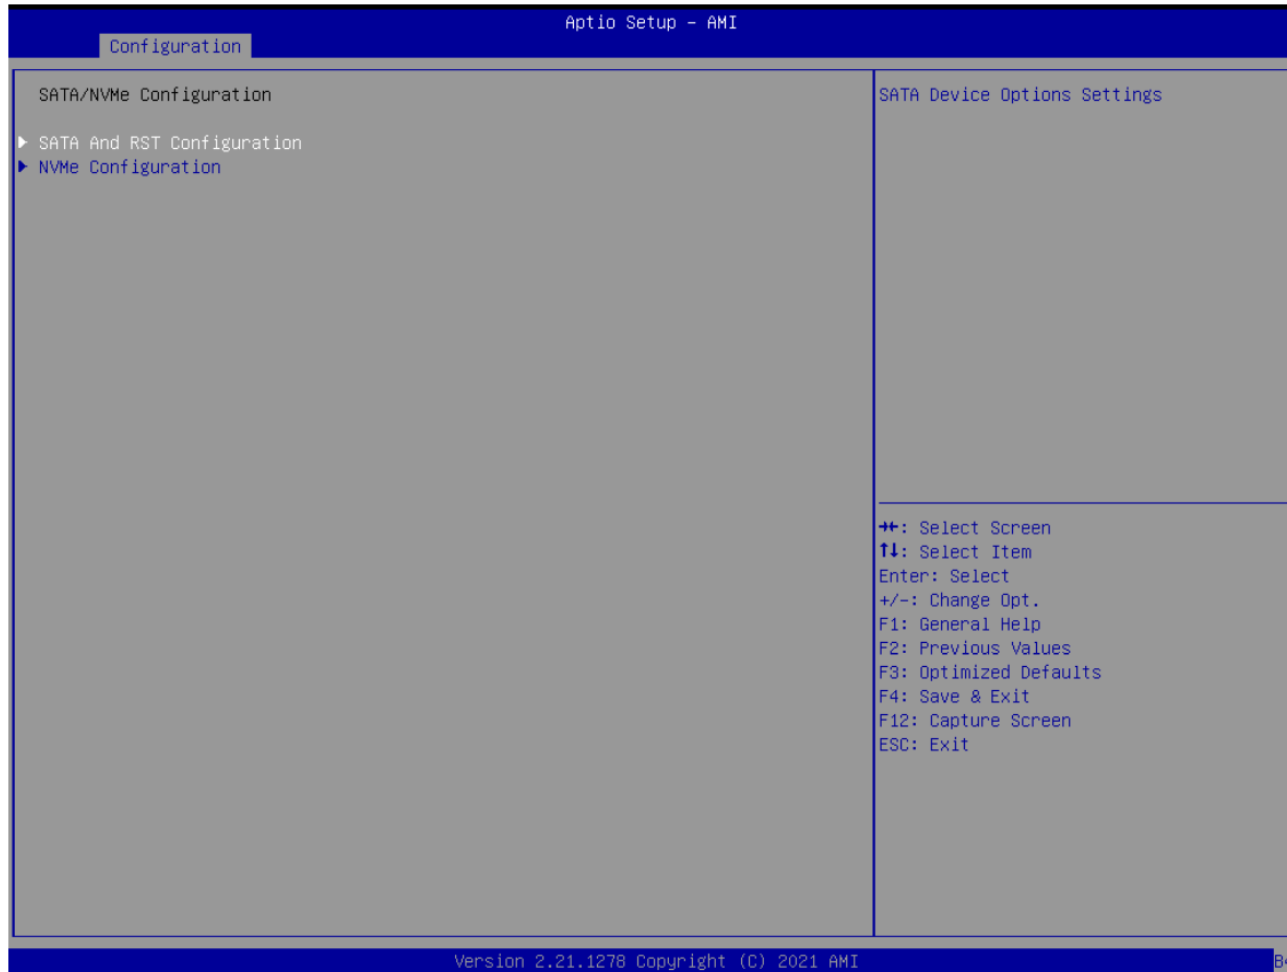 Aptio Setup – AMI
Configuration
SATA/NVMe Configuration
SATA And RST Configuration
NVMe Configuration
SATA Device Options Settings
→←: Select Screen
↑↓: Select Item
Enter: Select
+/-: Change Opt.
F1: General Help
F2: Previous Values
F3: Optimized Defaults
F4: Save & Exit
F12: Capture Screen
ESC: Exit
Version 2.21.1278 Copyright (C) 2021 AMI